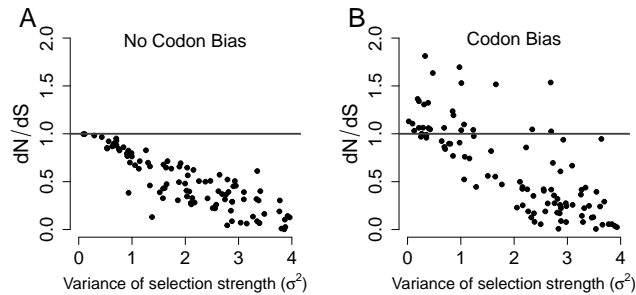 A
No Codon Bias
dN/dS
2.0
1.5
1.0
0.5
0.0
0 1 2 3 4
Variance of selection strength (σ²)
B
Codon Bias
dN/dS
2.0
1.5
1.0
0.5
0.0
0 1 2 3 4
Variance of selection strength (σ²)